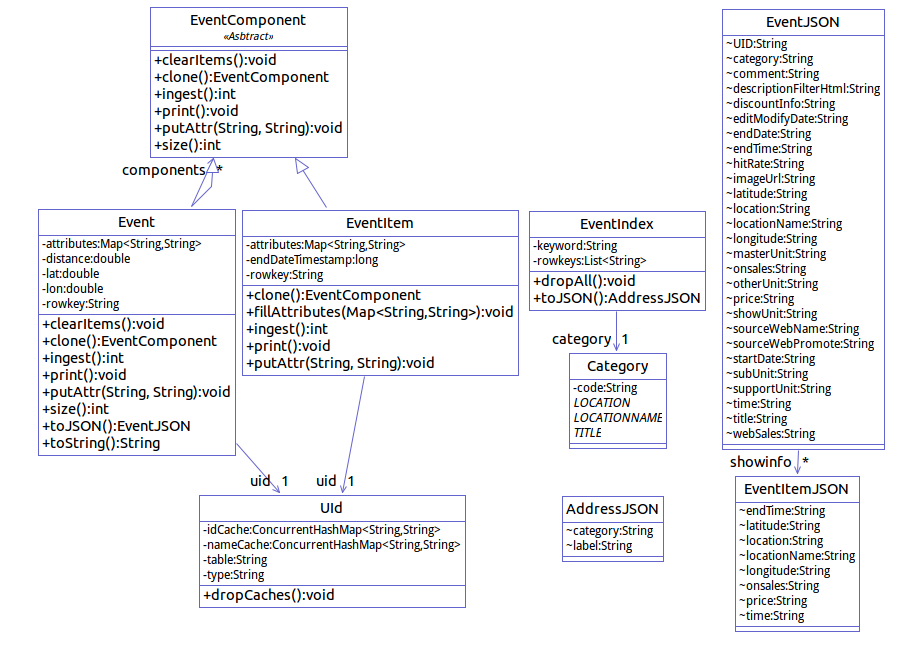 EventComponent
«Asbtract»
+clearItems():void
+clone():EventComponent
+ingest():int
+print():void
+putAttr(String, String):void
+size():int
components *
Event
-attributes:Map<String,String>
-distance:double
-lat:double
-lon:double
-rowkey:String
+clearItems():void
+clone():EventComponent
+ingest():int
+print():void
+putAttr(String, String):void
+size():int
+toJSON():EventJSON
+toString():String
EventItem
-attributes:Map<String,String>
-endDateTimestamp:long
-rowkey:String
+clone():EventComponent
+fillAttributes(Map<String,String>):void
+ingest():int
+print():void
+putAttr(String, String):void
uid 1
uid 1
UId
-idCache:ConcurrentHashMap<String,String>
-nameCache:ConcurrentHashMap<String,String>
-table:String
-type:String
+dropCaches():void
EventIndex
-keyword:String
-rowkeys:List<String>
+dropAll():void
+toJSON():AddressJSON
category 1
Category
-code:String
LOCATION
LOCATIONNAME
TITLE
AddressJSON
~category:String
~label:String
EventJSON
~UID:String
~category:String
~comment:String
~descriptionFilterHtml:String
~discountInfo:String
~editModifyDate:String
~endDate:String
~endTime:String
~hitRate:String
~imageUrl:String
~latitude:String
~location:String
~locationName:String
~longitude:String
~masterUnit:String
~onsales:String
~otherUnit:String
~price:String
~showUnit:String
~sourceWebName:String
~sourceWebPromote:String
~startDate:String
~subUnit:String
~supportUnit:String
~time:String
~title:String
~webSales:String
showinfo *
EventItemJSON
~endTime:String
~latitude:String
~location:String
~locationName:String
~longitude:String
~onsales:String
~price:String
~time:String